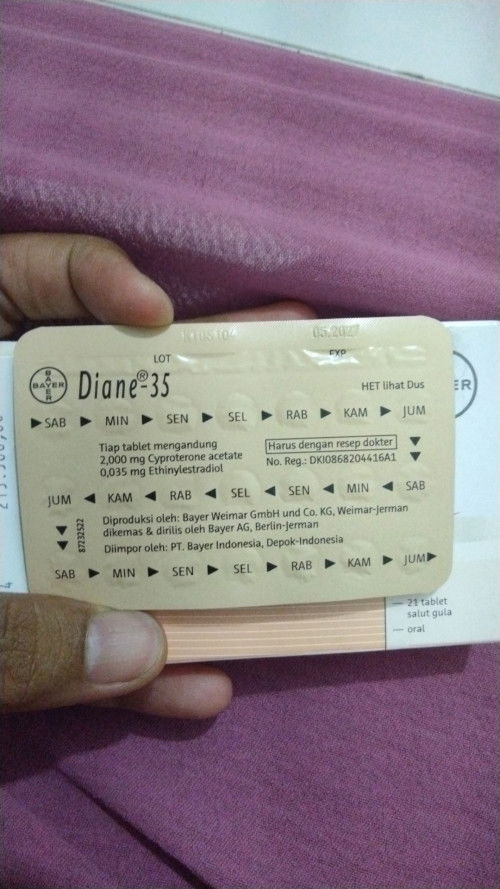 05.2027
LOT
EXP
BAYER
BAYER
Diane®-35
HET lihat Dus
ER
▶ SAB ▶ MIN ▶ SEN ▶ SEL ▶ RAB ▶ KAM ▶ JUM
Tiap tablet mengandung
2,000 mg Cyproterone acetate
0,035 mg Ethinylestradiol
Harus dengan resep dokter ▼
No. Reg.: DKI0868204416A1 ▼
JUM ◀ KAM ◀ RAB ◀ SEL ◀ SEN ◀ MIN ◀ SAB
▼ Diproduksi oleh: Bayer Weimar GmbH und Co. KG, Weimar-Jerman
dikemas & dirilis oleh Bayer AG, Berlin-Jerman
▼ Diimpor oleh: PT. Bayer Indonesia, Depok-Indonesia
87232522
SAB ▶ MIN ▶ SEN ▶ SEL ▶ RAB ▶ KAM ▶ JUM▶
— 21 tablet
salut gula
— oral